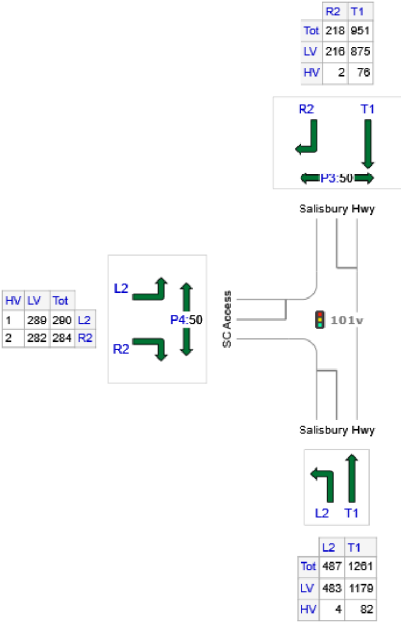 R2 T1
Tot 218 951
LV 216 875
HV 2 76
R2 T1
P3:50
Salisbury Hwy
HV LV Tot
1 289 290 L2
2 282 284 R2
L2
P4:50
R2
SC Access
101v
Salisbury Hwy
L2 T1
L2 T1
Tot 487 1261
LV 483 1179
HV 4 82